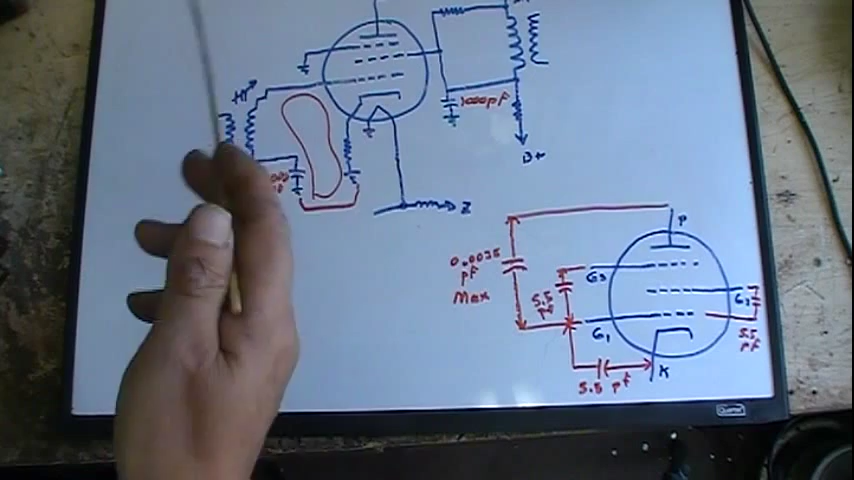 1000pf
B+
Z
P
0.0035
pf
Max
G3
5.5
pf
G2
G1
5.5
pf
K
5.5 pf
Quartet